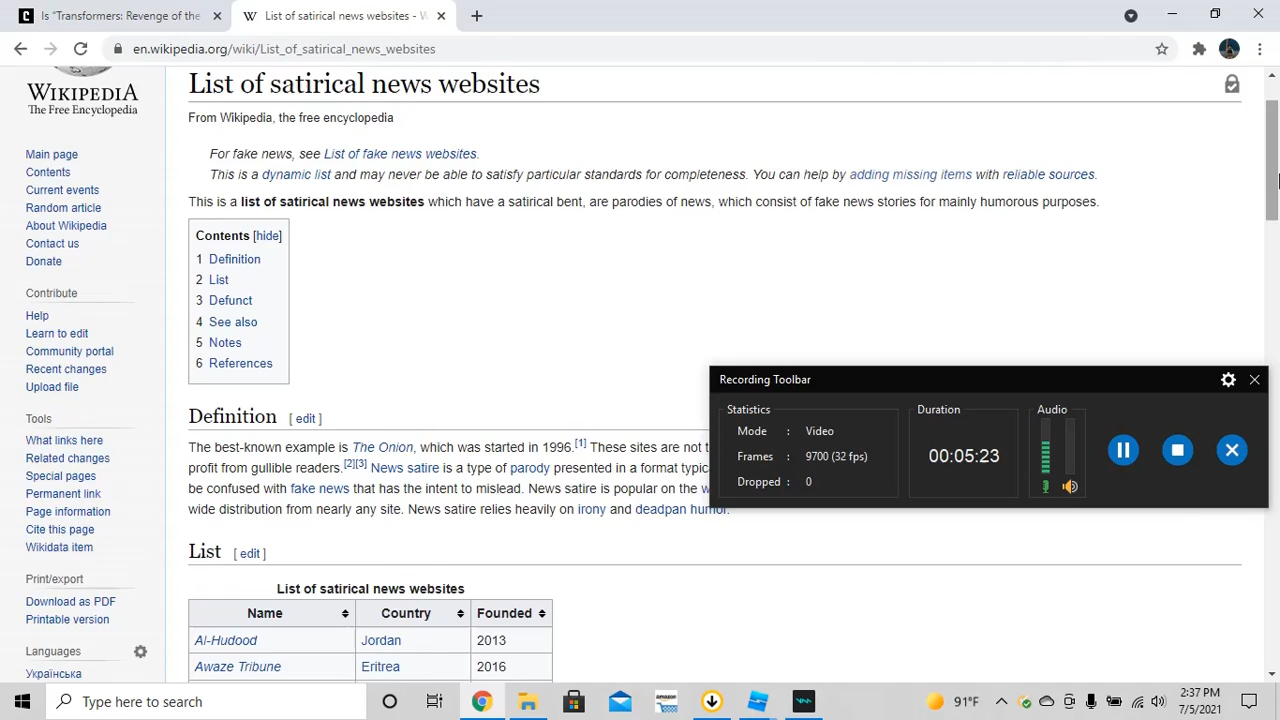 Is "Transformers: Revenge of the
List of satirical news websites - W
en.wikipedia.org/wiki/List_of_satirical_news_websites
WIKIPEDIA
The Free Encyclopedia
Main page
Contents
Current events
Random article
About Wikipedia
Contact us
Donate
Contribute
Help
Learn to edit
Community portal
Recent changes
Upload file
Tools
What links here
Related changes
Special pages
Permanent link
Page information
Cite this page
Wikidata item
Print/export
Download as PDF
Printable version
Languages
Українська
List of satirical news websites
From Wikipedia, the free encyclopedia
For fake news, see List of fake news websites.
This is a dynamic list and may never be able to satisfy particular standards for completeness. You can help by adding missing items with reliable sources.
This is a list of satirical news websites which have a satirical bent, are parodies of news, which consist of fake news stories for mainly humorous purposes.
Contents [hide]
1 Definition
2 List
3 Defunct
4 See also
5 Notes
6 References
Definition [ edit ]
The best-known example is The Onion, which was started in 1996.[1] These sites are not t
profit from gullible readers.[2][3] News satire is a type of parody presented in a format typic
be confused with fake news that has the intent to mislead. News satire is popular on the w
wide distribution from nearly any site. News satire relies heavily on irony and deadpan humor.
List [ edit ]
List of satirical news websites
Name Country Founded
Al-Hudood Jordan 2013
Awaze Tribune Eritrea 2016
Recording Toolbar
Statistics
Mode : Video
Frames : 9700 (32 fps)
Dropped : 0
Duration
00:05:23
Audio
Type here to search
amazon
91°F
2:37 PM
7/5/2021